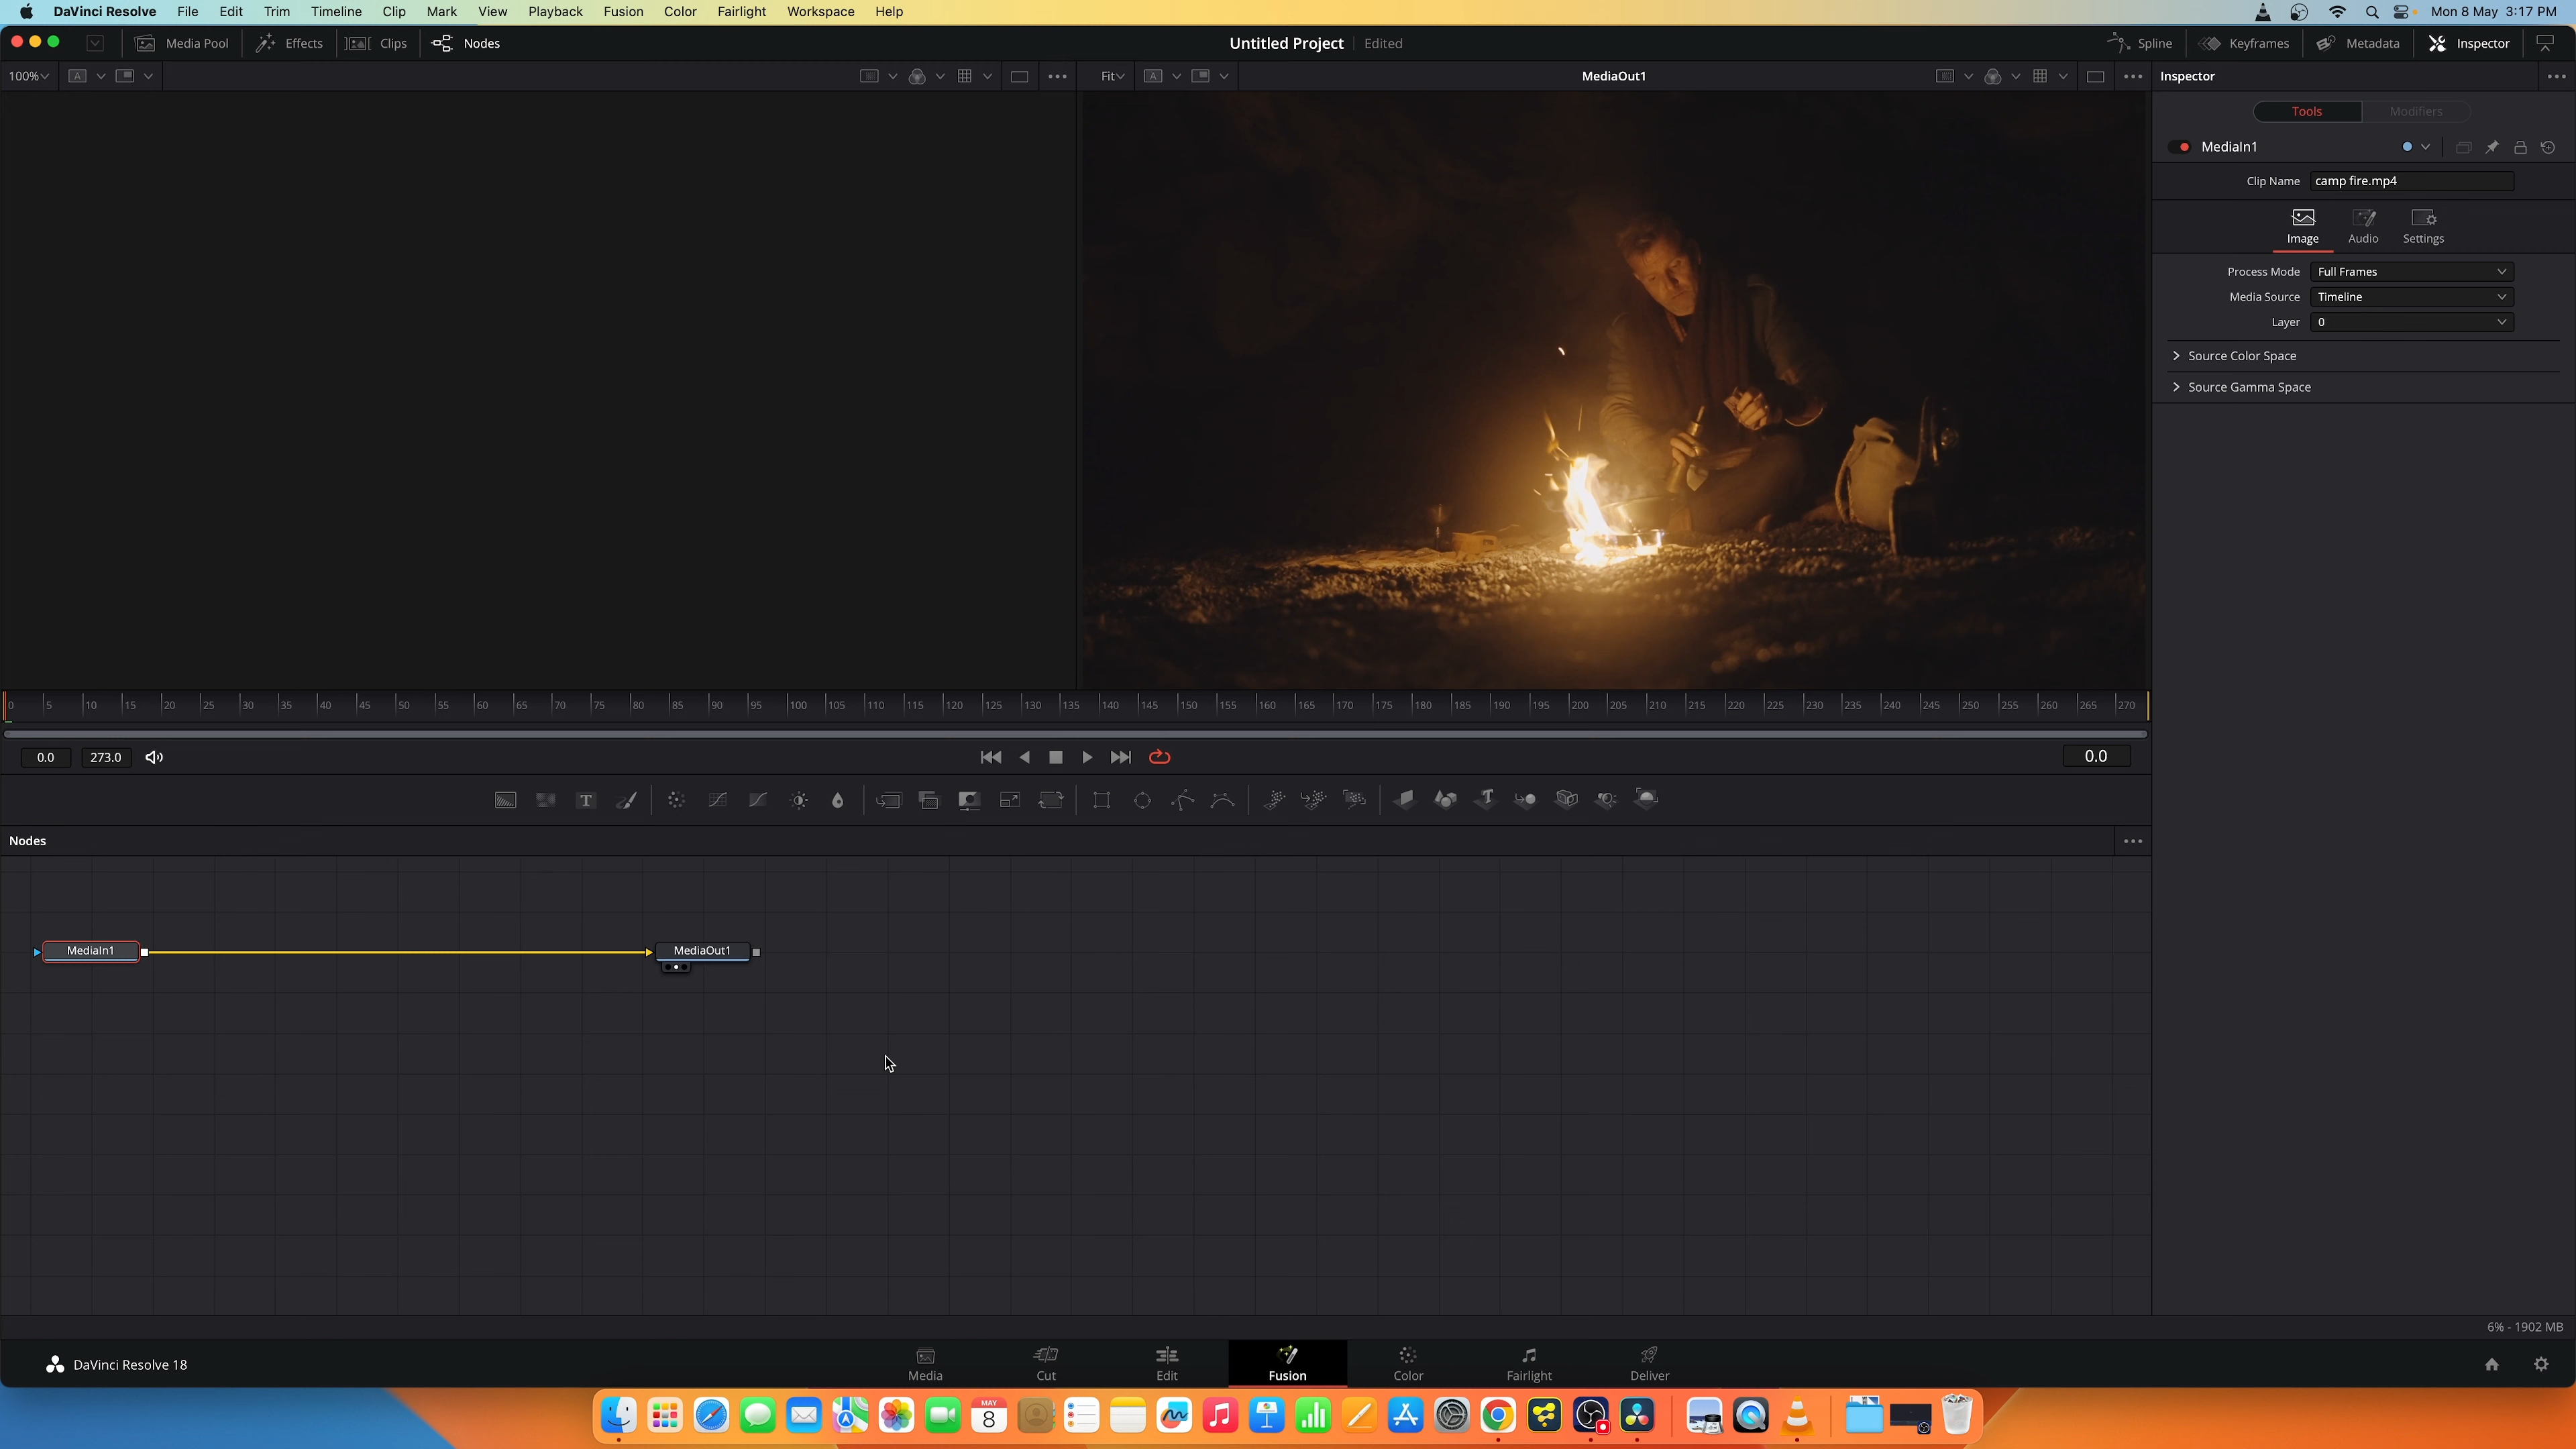 DaVinci Resolve File Edit Trim Timeline Clip Mark View Playback Fusion Color Fairlight Workspace Help Mon 8 May 3:17 PM
Media Pool Effects Clips Nodes Untitled Project Edited Spline Keyframes Metadata Inspector
100% A Fit A MediaOut1 Inspector
Tools Modifiers
MediaIn1
Clip Name camp fire.mp4
Image Audio Settings
Process Mode Full Frames
Media Source Timeline
Layer 0
Source Color Space
Source Gamma Space
0 5 10 15 20 25 30 35 40 45 50 55 60 65 70 75 80 85 90 95 100 105 110 115 120 125 130 135 140 145 150 155 160 165 170 175 180 185 190 195 200 205 210 215 220 225 230 235 240 245 250 255 260 265 270
0.0 273.0 0.0
T T
Nodes
MediaIn1 MediaOut1
6% - 1902 MB
DaVinci Resolve 18 Media Cut Edit Fusion Color Fairlight Deliver
MAY
8